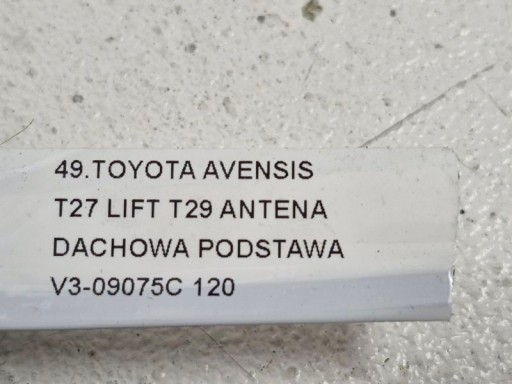 49.TOYOTA AVENSIS
T27 LIFT T29 ANTENA
DACHOWA PODSTAWA
V3-09075C 120